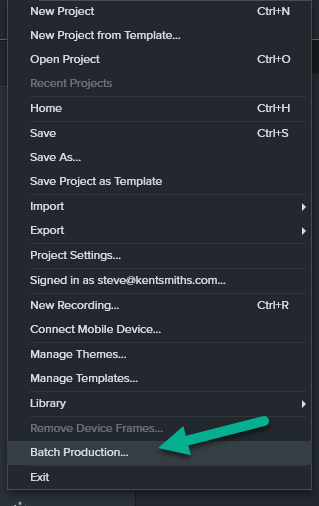 New Project Ctrl+N
New Project from Template...
Open Project Ctrl+O
Recent Projects
Home Ctrl+H
Save Ctrl+S
Save As...
Save Project as Template
Import
Export
Project Settings...
Signed in as steve@kentsmiths.com...
New Recording... Ctrl+R
Connect Mobile Device...
Manage Themes...
Manage Templates...
Library
Remove Device Frames...
Batch Production...
Exit